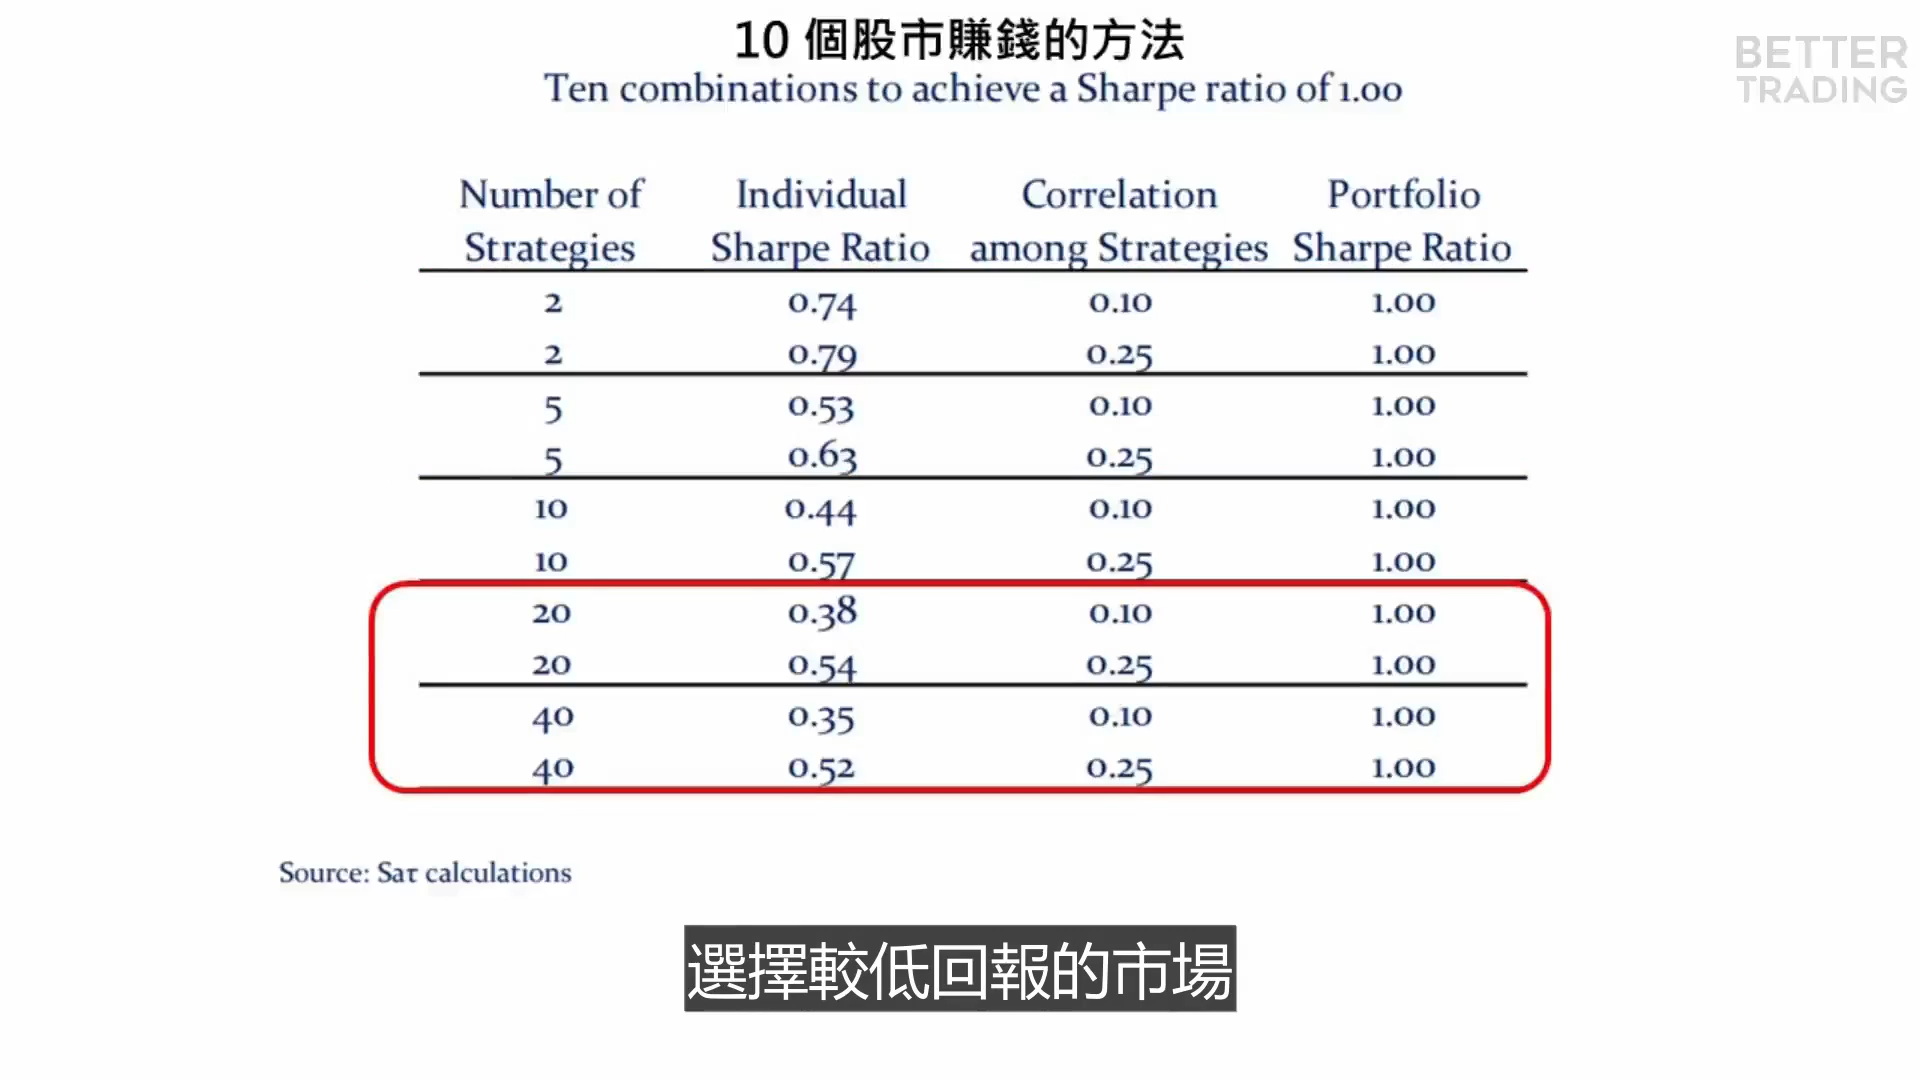 10 個股市賺錢的方法
Ten combinations to achieve a Sharpe ratio of 1.00
BETTER
TRADING
Number of Strategies Individual Sharpe Ratio Correlation among Strategies Portfolio Sharpe Ratio
2 0.74 0.10 1.00
2 0.79 0.25 1.00
5 0.53 0.10 1.00
5 0.63 0.25 1.00
10 0.44 0.10 1.00
10 0.57 0.25 1.00
20 0.38 0.10 1.00
20 0.54 0.25 1.00
40 0.35 0.10 1.00
40 0.52 0.25 1.00
Source: Saτ calculations
選擇較低回報的市場